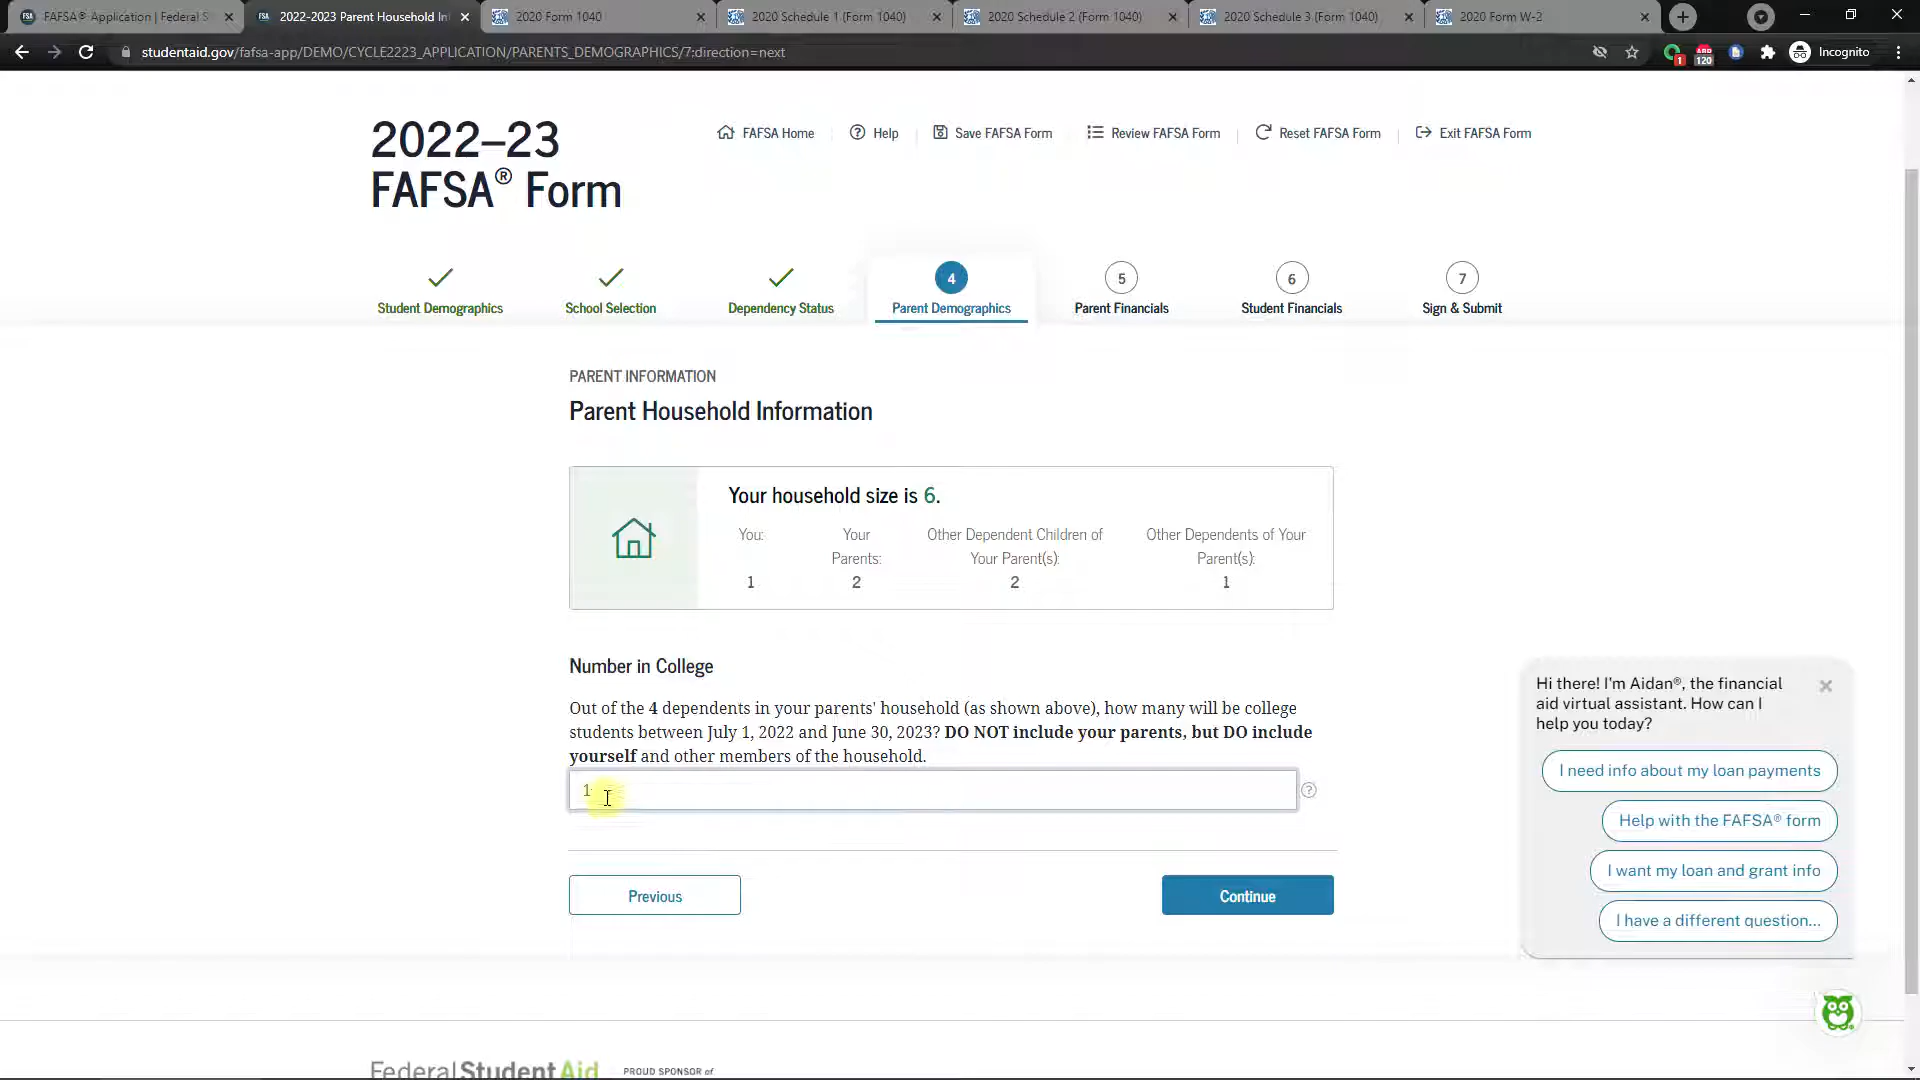 FAFSA® Application | Federal S
2022-2023 Parent Household In
2020 Form 1040
2020 Schedule 1 (Form 1040)
2020 Schedule 2 (Form 1040)
2020 Schedule 3 (Form 1040)
2020 Form W-2
studentaid.gov/fafsa-app/DEMO/CYCLE2223_APPLICATION/PARENTS_DEMOGRAPHICS/7:direction=next
1
ABP
120
Incognito
2022–23
FAFSA® Form
FAFSA Home
Help
Save FAFSA Form
Review FAFSA Form
Reset FAFSA Form
Exit FAFSA Form
Student Demographics
School Selection
Dependency Status
4
Parent Demographics
5
Parent Financials
6
Student Financials
7
Sign & Submit
PARENT INFORMATION
Parent Household Information
Your household size is 6.
You:
1
Your
Parents:
2
Other Dependent Children of
Your Parent(s):
2
Other Dependents of Your
Parent(s):
1
Number in College
Out of the 4 dependents in your parents' household (as shown above), how many will be college
students between July 1, 2022 and June 30, 2023? DO NOT include your parents, but DO include
yourself and other members of the household.
1
?
Previous
Continue
Hi there! I'm Aidan®, the financial
aid virtual assistant. How can I
help you today?
I need info about my loan payments
Help with the FAFSA® form
I want my loan and grant info
I have a different question...
FederalStudentAid
PROUD SPONSOR of